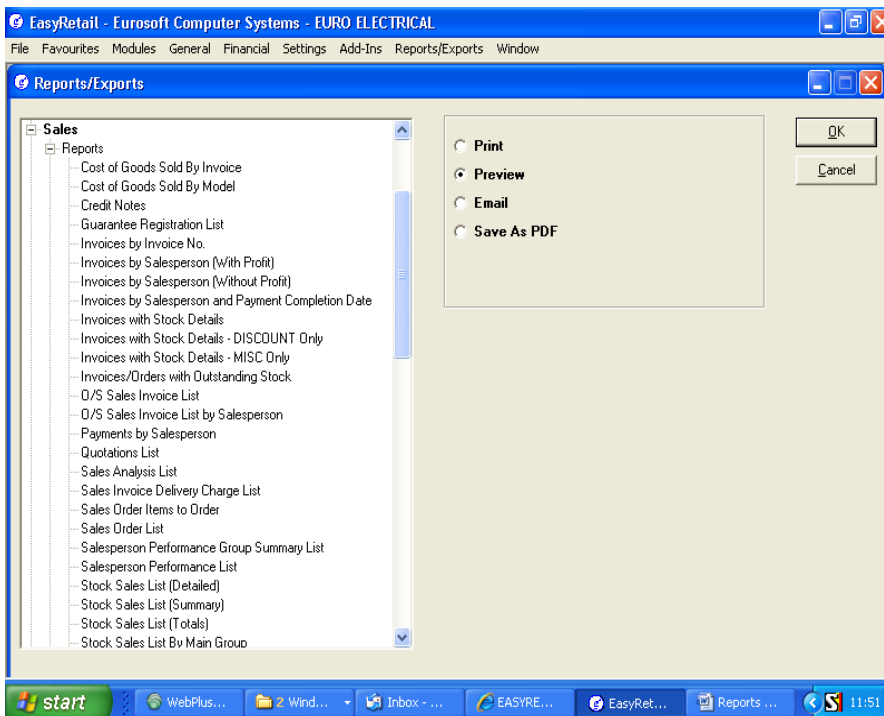 EasyRetail - Eurosoft Computer Systems - EURO ELECTRICAL
File Favourites Modules General Financial Settings Add-Ins Reports/Exports Window
Reports/Exports
Sales
Reports
Cost of Goods Sold By Invoice
Cost of Goods Sold By Model
Credit Notes
Guarantee Registration List
Invoices by Invoice No.
Invoices by Salesperson (With Profit)
Invoices by Salesperson (Without Profit)
Invoices by Salesperson and Payment Completion Date
Invoices with Stock Details
Invoices with Stock Details - DISCOUNT Only
Invoices with Stock Details - MISC Only
Invoices/Orders with Outstanding Stock
O/S Sales Invoice List
O/S Sales Invoice List by Salesperson
Payments by Salesperson
Quotations List
Sales Analysis List
Sales Invoice Delivery Charge List
Sales Order Items to Order
Sales Order List
Salesperson Performance Group Summary List
Salesperson Performance List
Stock Sales List (Detailed)
Stock Sales List (Summary)
Stock Sales List (Totals)
Stock Sales List By Main Group
Print
Preview
Email
Save As PDF
OK
Cancel
start WebPlus... 2 Wind... Inbox - ... EASYRE... EasyRet... Reports ... 11:51